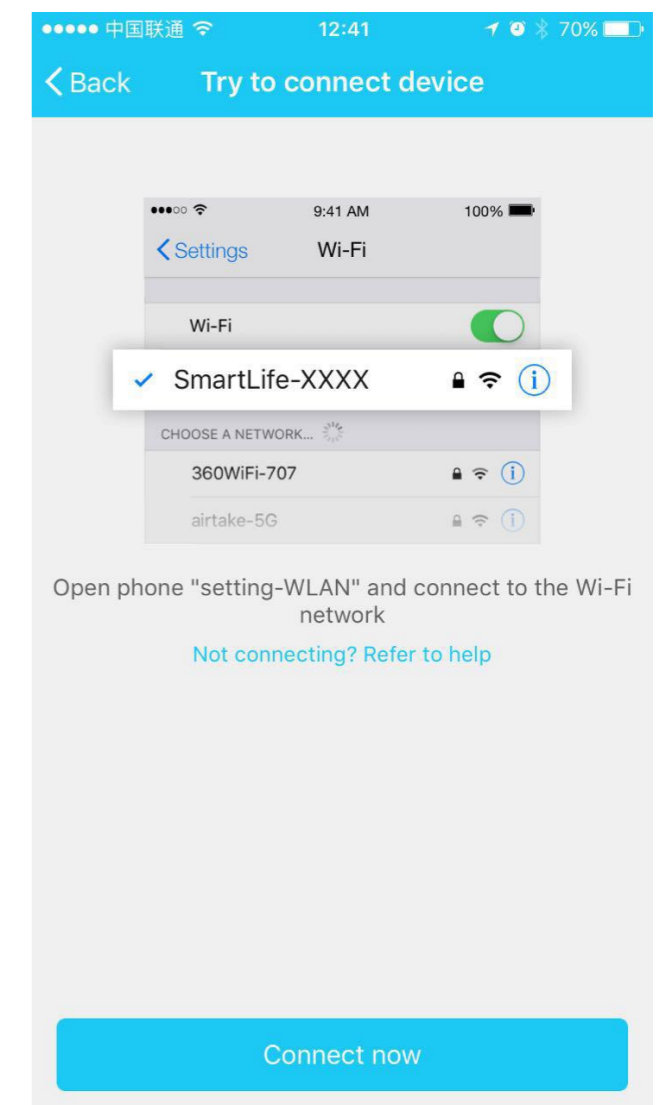 中国联通 12:41 70%
Back Try to connect device
9:41 AM 100%
Settings Wi-Fi
Wi-Fi
SmartLife-XXXX
CHOOSE A NETWORK...
360WiFi-707
airtake-5G
Open phone "setting-WLAN" and connect to the Wi-Fi
network
Not connecting? Refer to help
Connect now